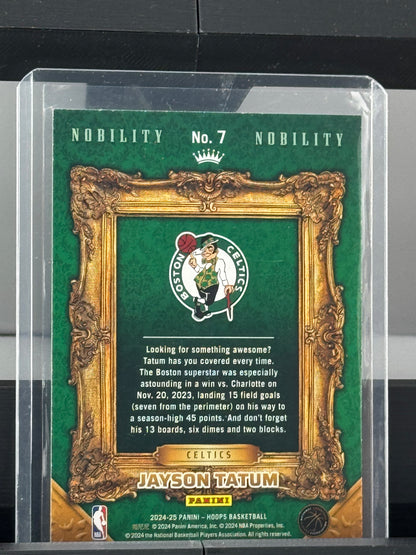 NOBILITY No. 7 NOBILITY
BOSTON CELTICS
Looking for something awesome?
Tatum has you covered every time.
The Boston superstar was especially
astounding in a win vs. Charlotte on
Nov. 20, 2023, landing 15 field goals
(seven from the perimeter) on his way to
a season-high 45 points. And don't forget
his 13 boards, six dimes and two blocks.
CELTICS
JAYSON TATUM
PANINI
2024-25 PANINI – HOOPS BASKETBALL
© 2024 Panini America, Inc. © 2024 NBA Properties, Inc.
© 2024 the National Basketball Players Association. All rights reserved.
NBA